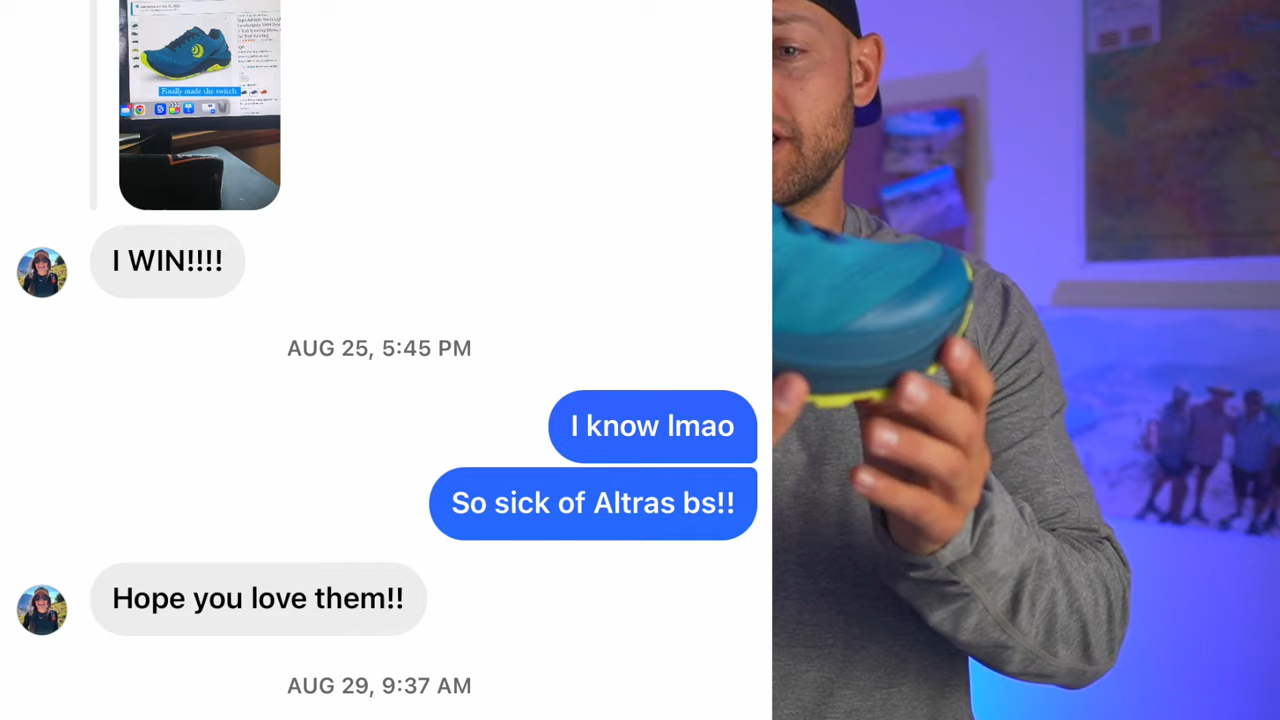 Finally made the switch
I WIN!!!!
AUG 25, 5:45 PM
I know lmao
So sick of Altras bs!!
Hope you love them!!
AUG 29, 9:37 AM